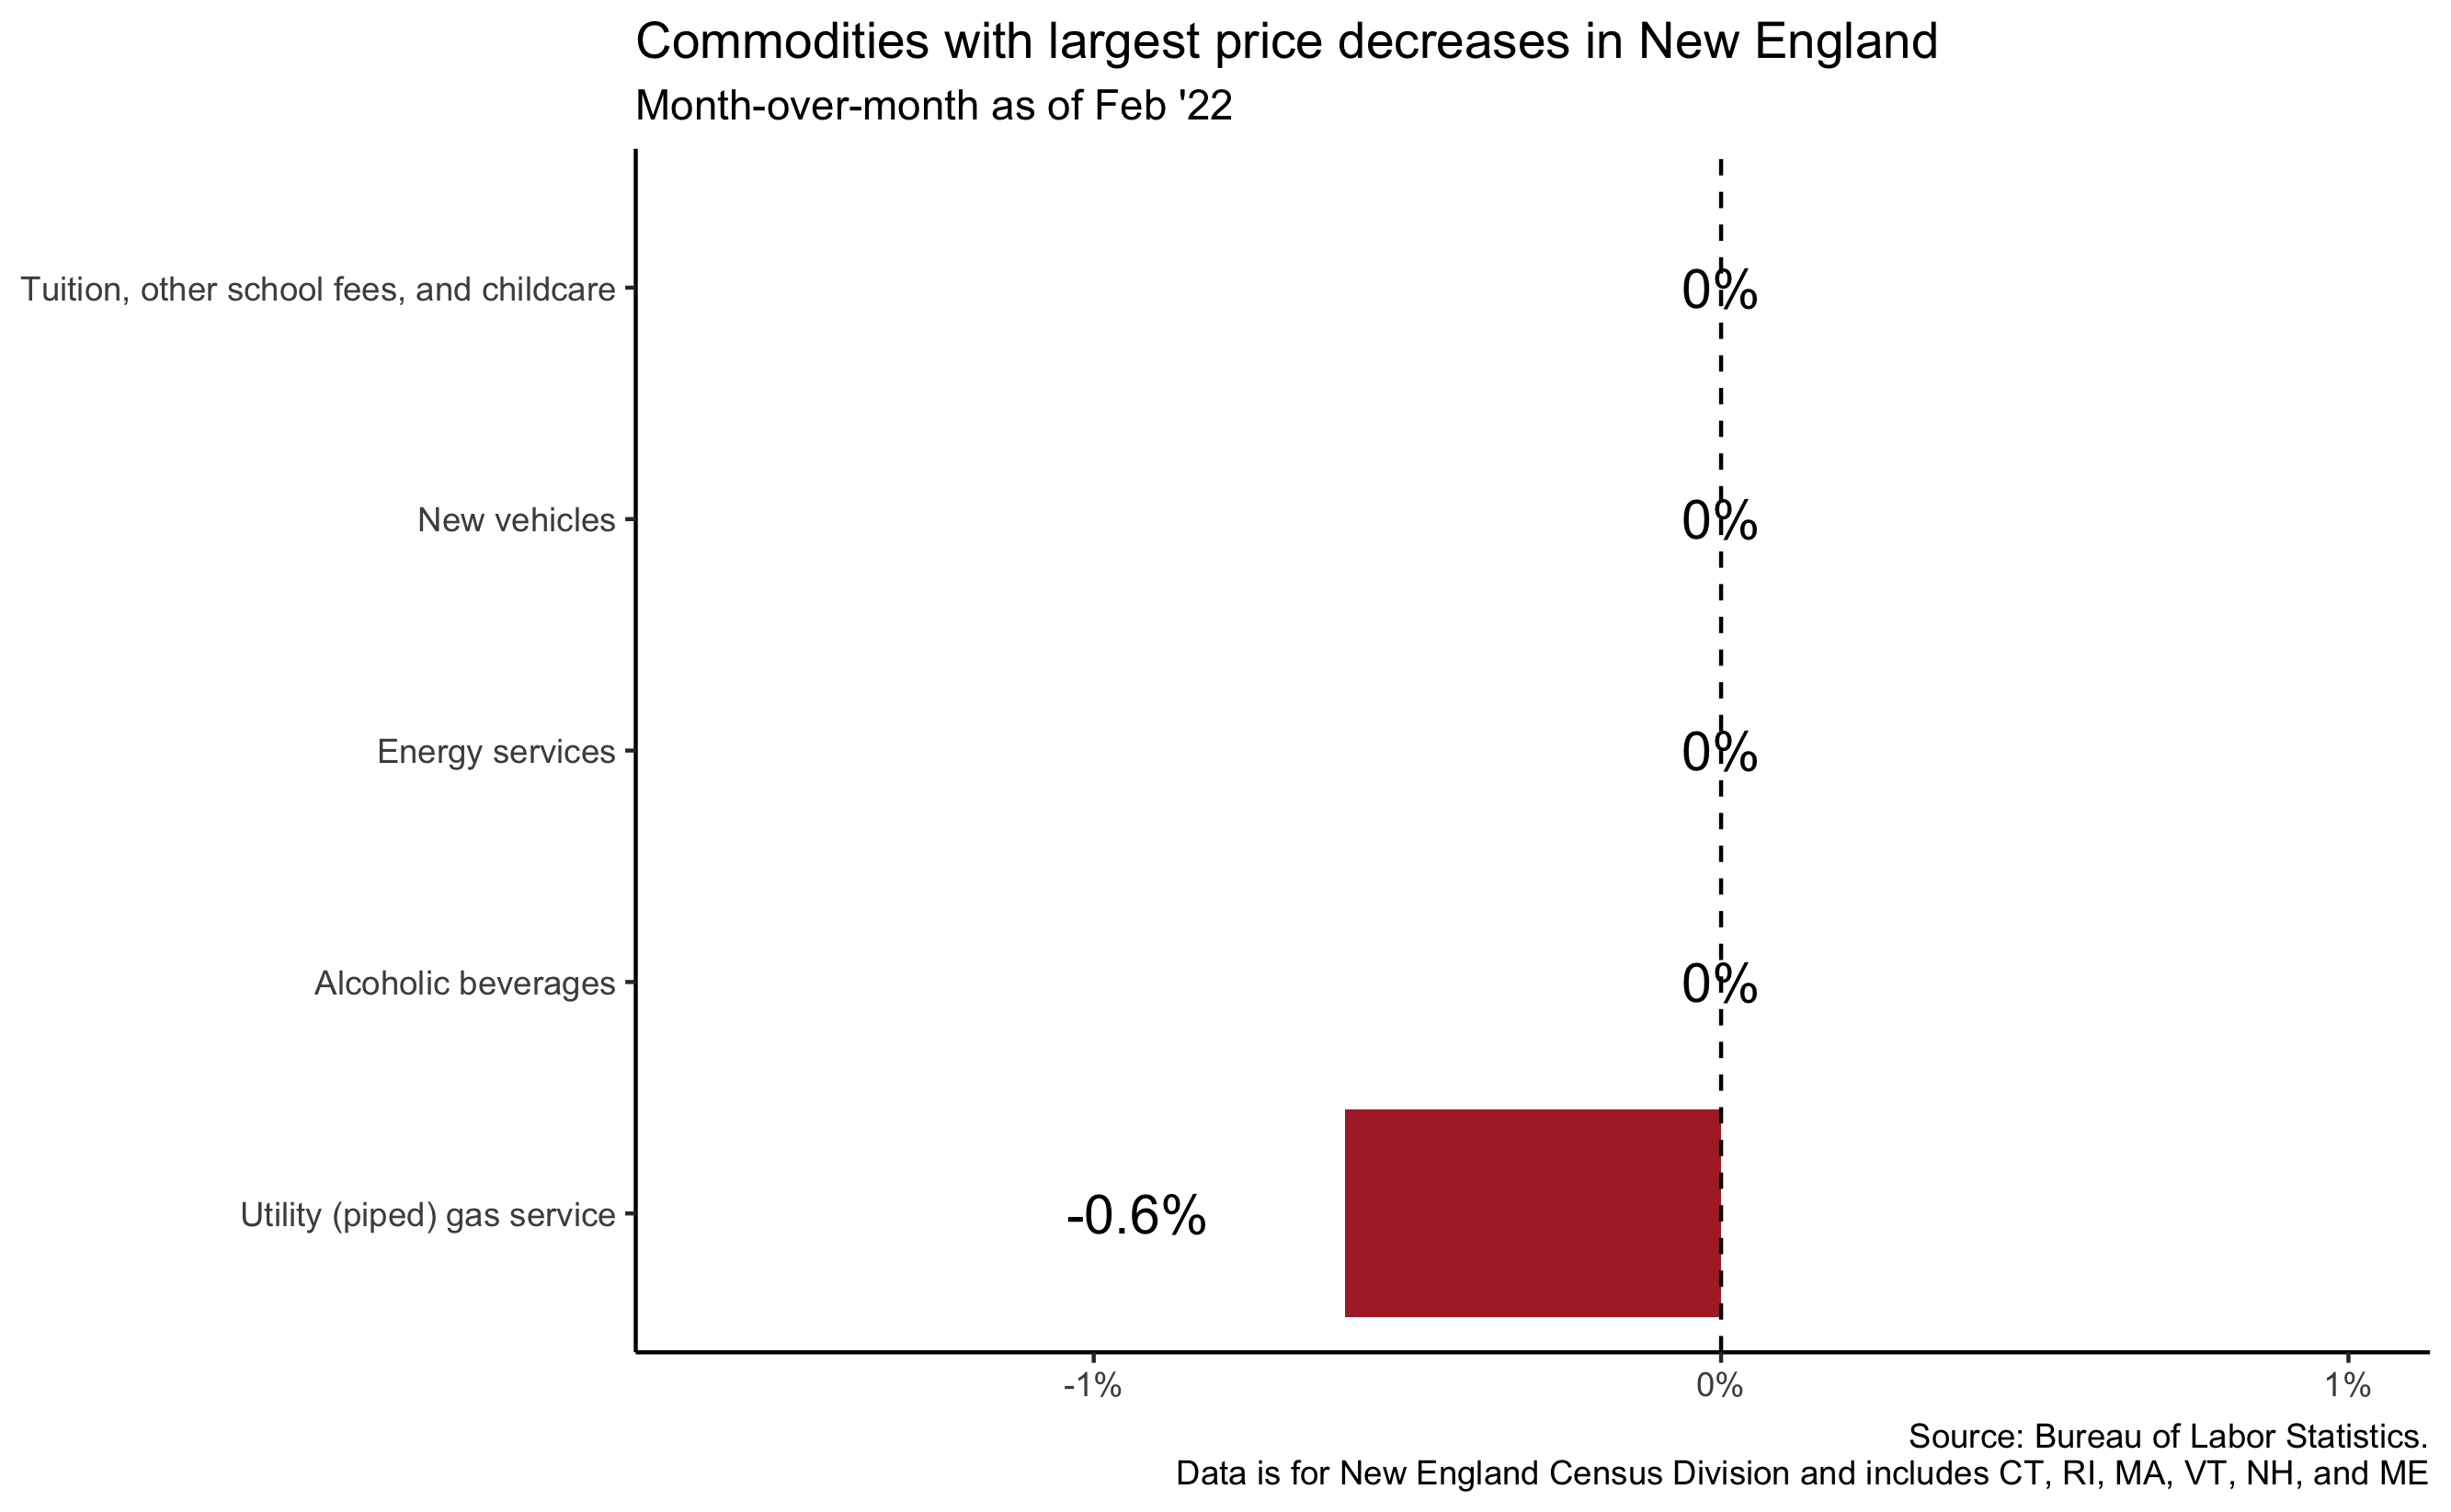 Commodities with largest price decreases in New England
Month-over-month as of Feb '22
Tuition, other school fees, and childcare
0%
New vehicles
0%
Energy services
0%
Alcoholic beverages
0%
Utility (piped) gas service
-0.6%
-1%
0%
1%
Source: Bureau of Labor Statistics.
Data is for New England Census Division and includes CT, RI, MA, VT, NH, and ME